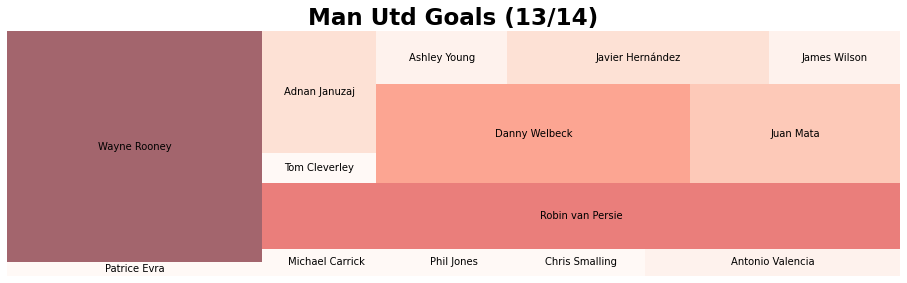 Man Utd Goals (13/14)
Ashley Young
Javier Hernández
James Wilson
Adnan Januzaj
Danny Welbeck
Juan Mata
Wayne Rooney
Tom Cleverley
Robin van Persie
Michael Carrick
Phil Jones
Chris Smalling
Antonio Valencia
Patrice Evra